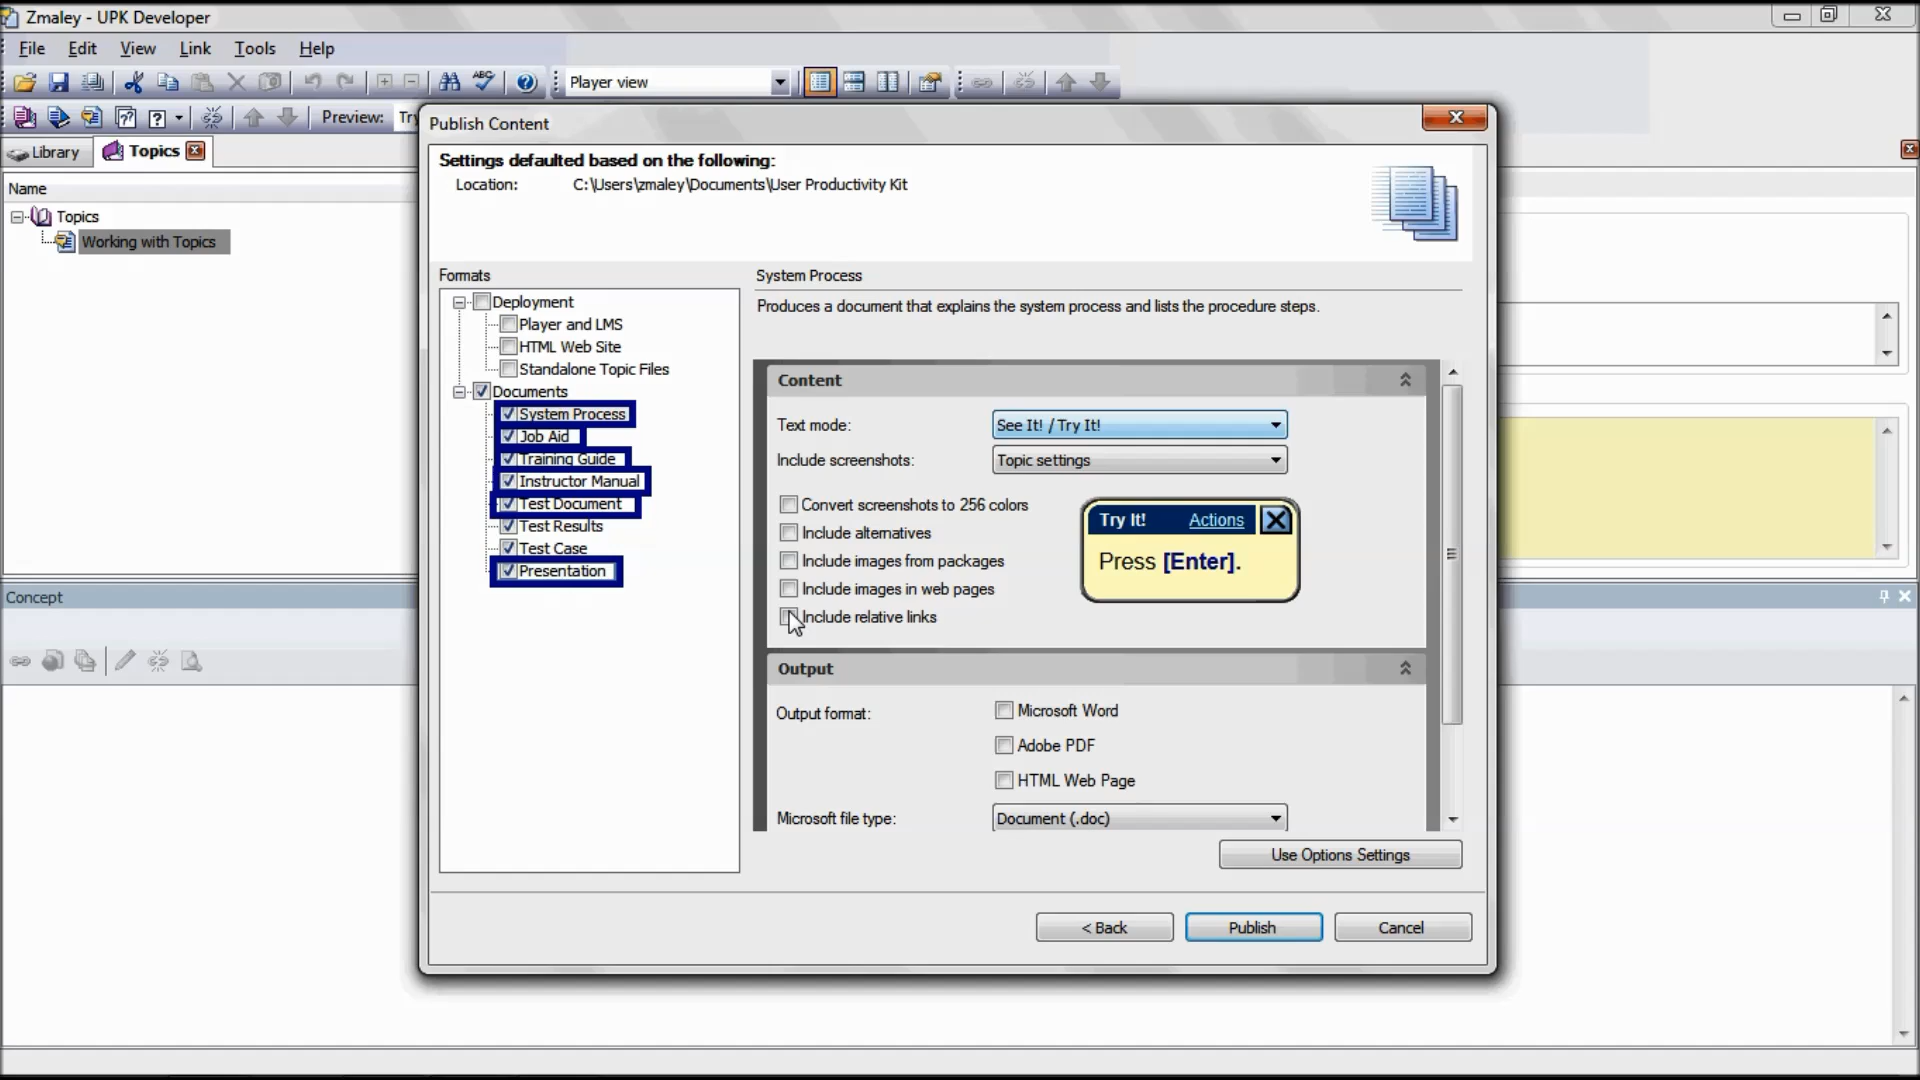 Zmaley - UPK Developer
File Edit View Link Tools Help
ABC ? Player view
? ? Preview: Try
Library Topics
Name
Topics
Working with Topics
Concept
Publish Content
Settings defaulted based on the following:
Location: C:\Users\zmaley\Documents\User Productivity Kit
Formats
Deployment
Player and LMS
HTML Web Site
Standalone Topic Files
Documents
System Process
Job Aid
Training Guide
Instructor Manual
Test Document
Test Results
Test Case
Presentation
System Process
Produces a document that explains the system process and lists the procedure steps.
Content
Text mode: See It! / Try It!
Include screenshots: Topic settings
Convert screenshots to 256 colors
Include alternatives
Include images from packages
Include images in web pages
Include relative links
Try It! Actions
Press [Enter].
Output
Output format: Microsoft Word
Adobe PDF
HTML Web Page
Microsoft file type: Document (.doc)
Use Options Settings
< Back Publish Cancel